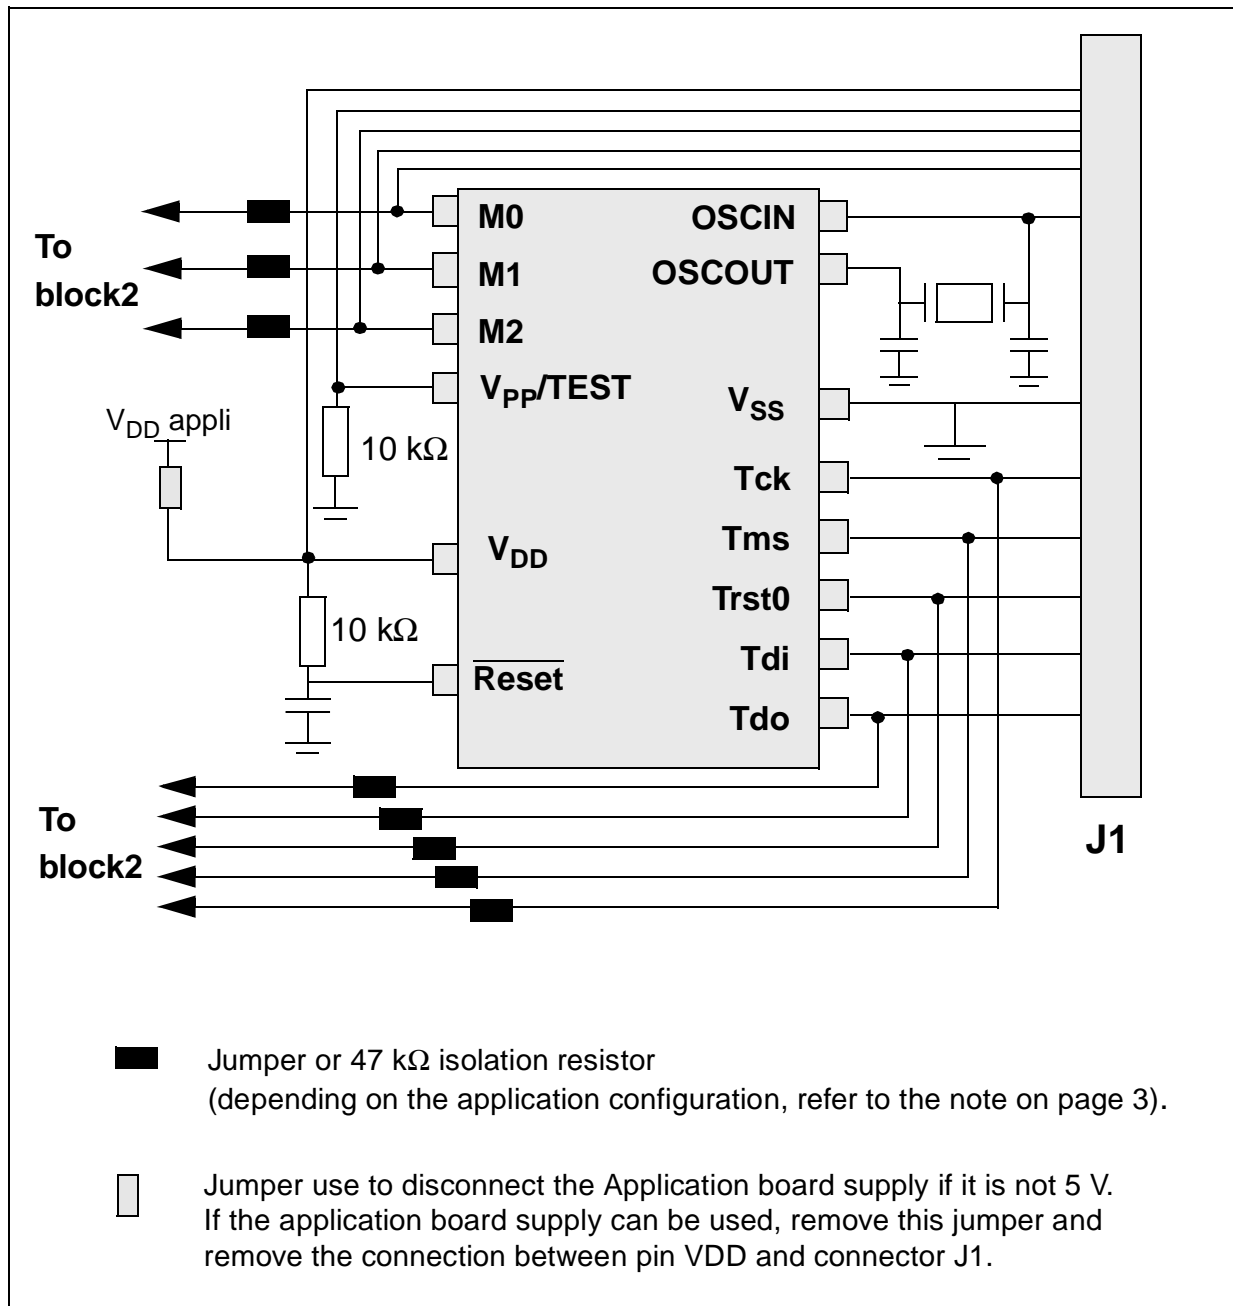 M0
OSCIN
To
block2
M1
OSCOUT
M2
VPP/TEST
VSS
VDD appli
10 kΩ
Tck
Tms
VDD
Trst0
10 kΩ
Tdi
Reset
Tdo
To
block2
J1
Jumper or 47 kΩ isolation resistor
(depending on the application configuration, refer to the note on page 3).
Jumper use to disconnect the Application board supply if it is not 5 V.
If the application board supply can be used, remove this jumper and
remove the connection between pin VDD and connector J1.